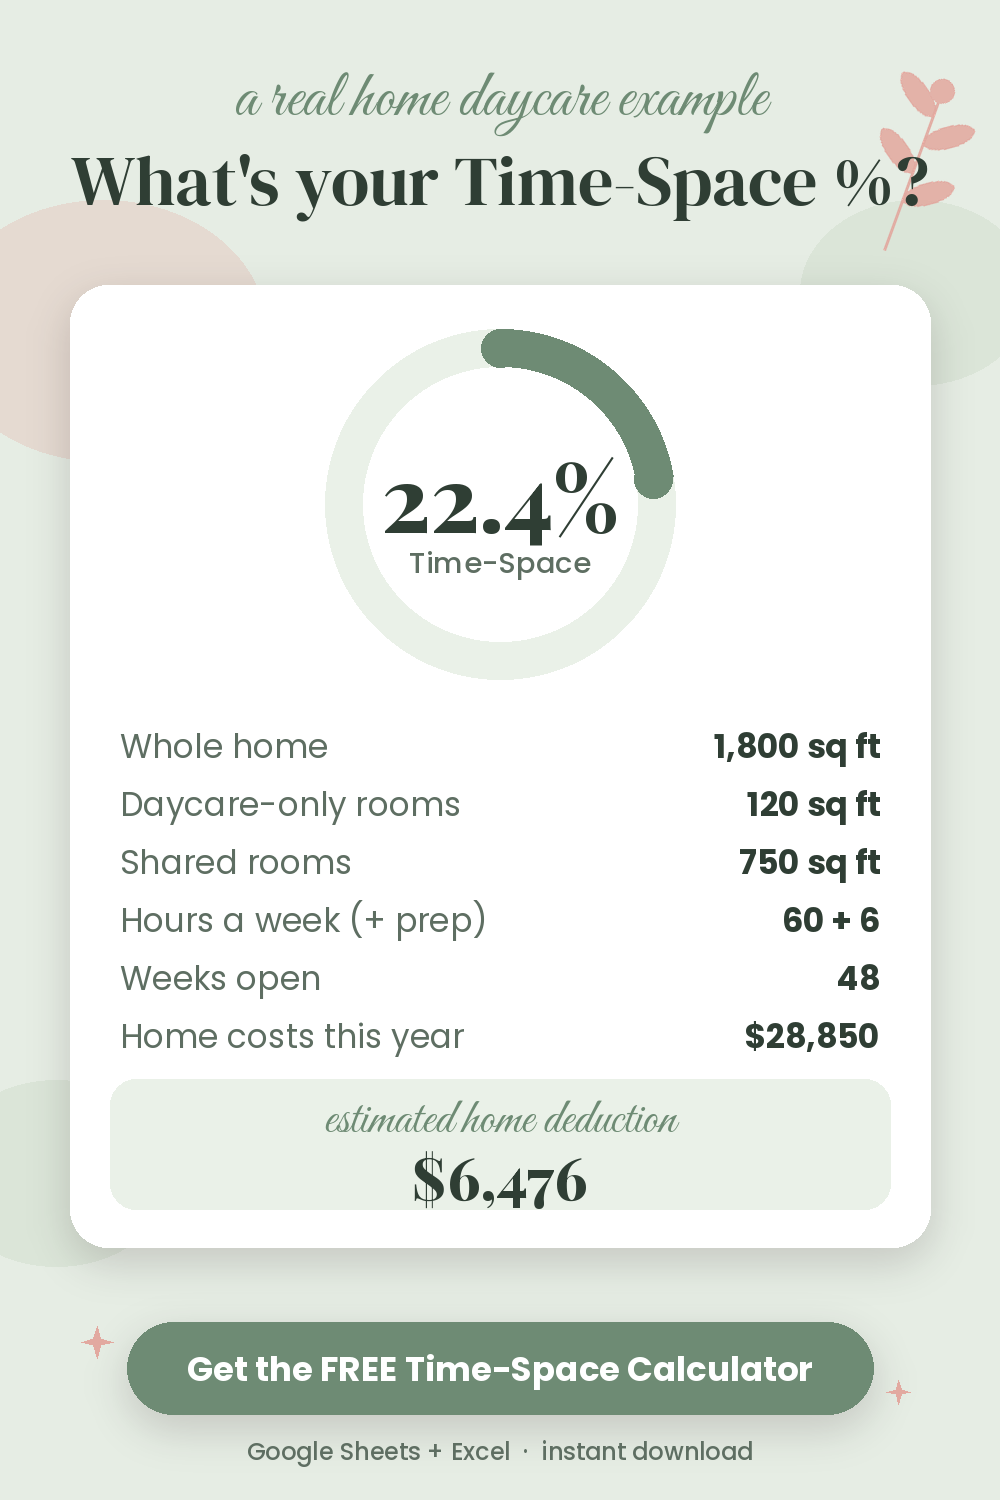 a real home daycare example
What's your Time-Space %?
22.4%
Time-Space
Whole home 1,800 sq ft
Daycare-only rooms 120 sq ft
Shared rooms 750 sq ft
Hours a week (+ prep) 60 + 6
Weeks open 48
Home costs this year $28,850
estimated home deduction
$6,476
Get the FREE Time-Space Calculator
Google Sheets + Excel · instant download